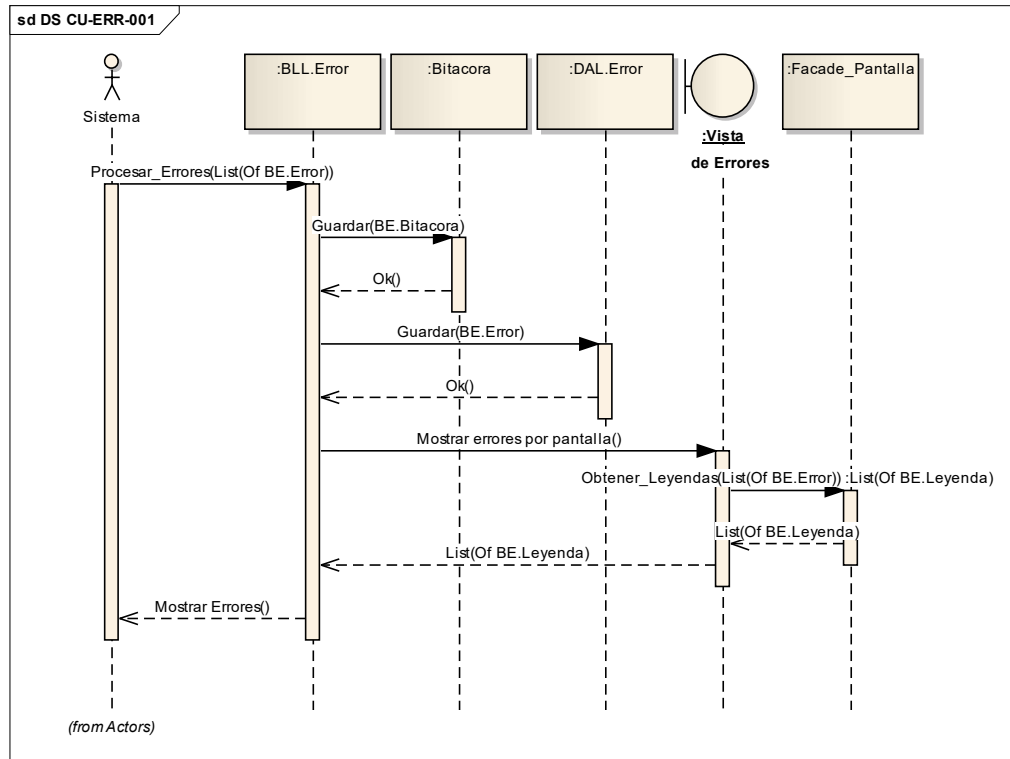 sd DS CU-ERR-001
Sistema
:BLL.Error
:Bitacora
:DAL.Error
:Vista
de Errores
:Facade_Pantalla
Procesar_Errores(List(Of BE.Error))
Guardar(BE.Bitacora)
Ok()
Guardar(BE.Error)
Ok()
Mostrar errores por pantalla()
Obtener_Leyendas(List(Of BE.Error)) :List(Of BE.Leyenda)
List(Of BE.Leyenda)
List(Of BE.Leyenda)
Mostrar Errores()
(from Actors)